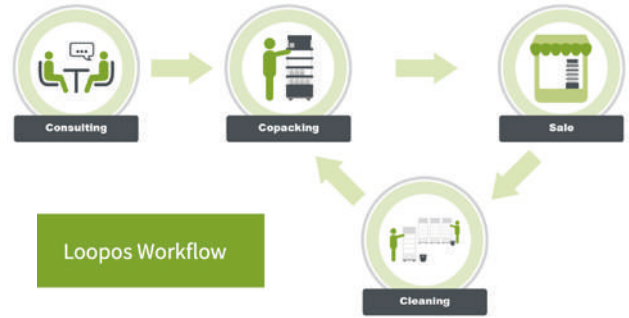 Consulting
Copacking
Sale
Loopos Workflow
Cleaning